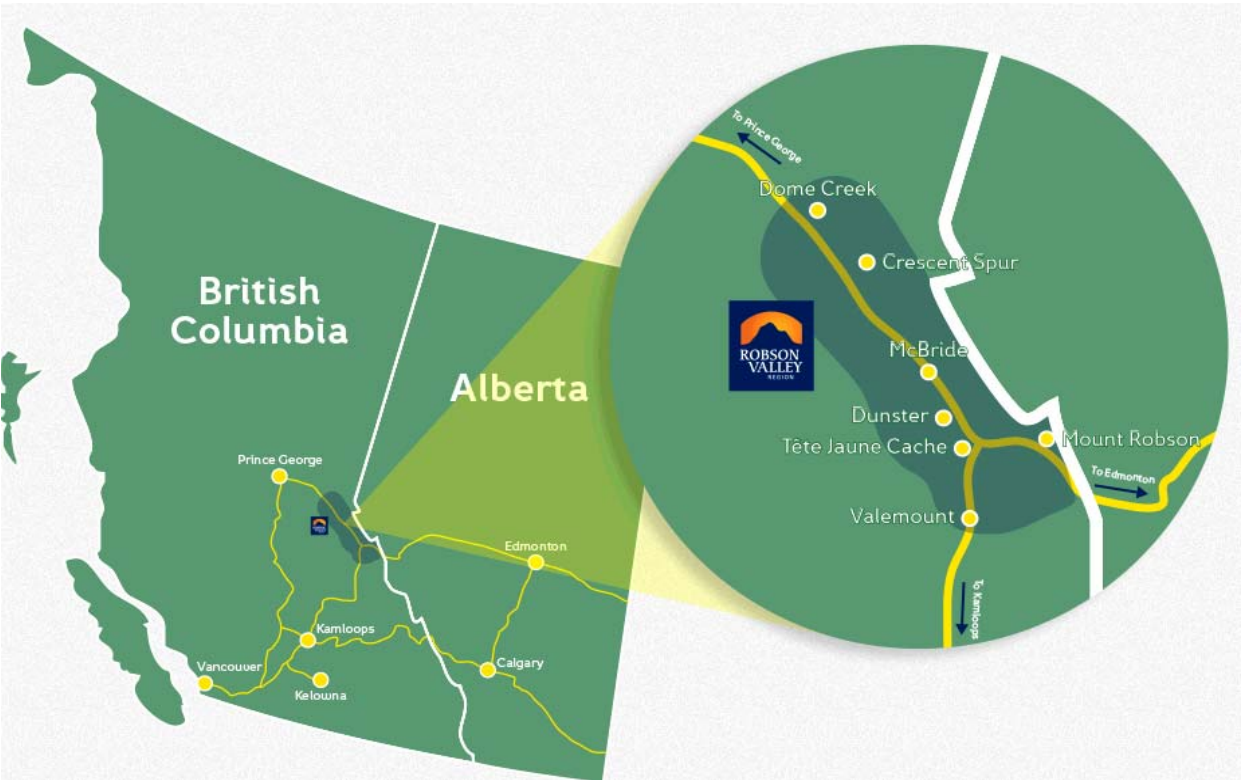 British
Columbia
Alberta
Prince George
Edmonton
Kamloops
Calgary
Vancouver
Kelowna
To Prince George
Dome Creek
Crescent Spur
ROBSON
VALLEY
REGION
McBride
Dunster
Tête Jaune Cache
Mount Robson
To Edmonton
Valemount
To Kamloops